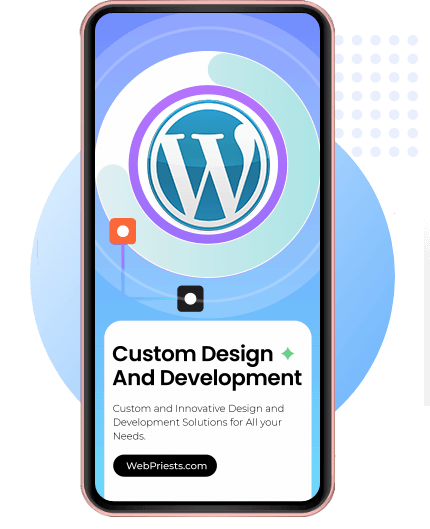 W
Custom Design
And Development
Custom and Innovative Design and
Development Solutions for All your
Needs.
WebPriests.com